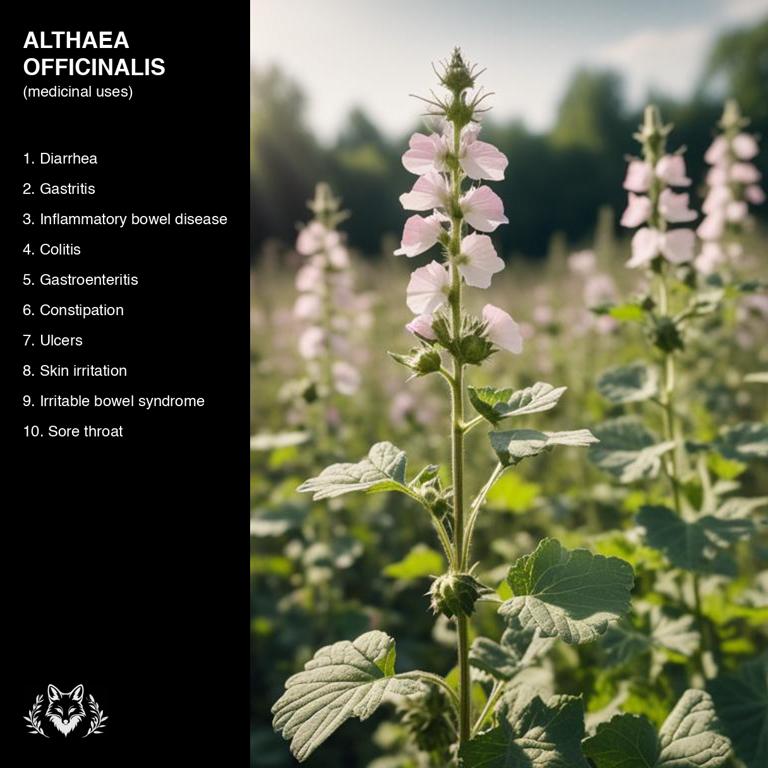 ALTHAEA
OFFICINALIS
(medicinal uses)
1. Diarrhea
2. Gastritis
3. Inflammatory bowel disease
4. Colitis
5. Gastroenteritis
6. Constipation
7. Ulcers
8. Skin irritation
9. Irritable bowel syndrome
10. Sore throat